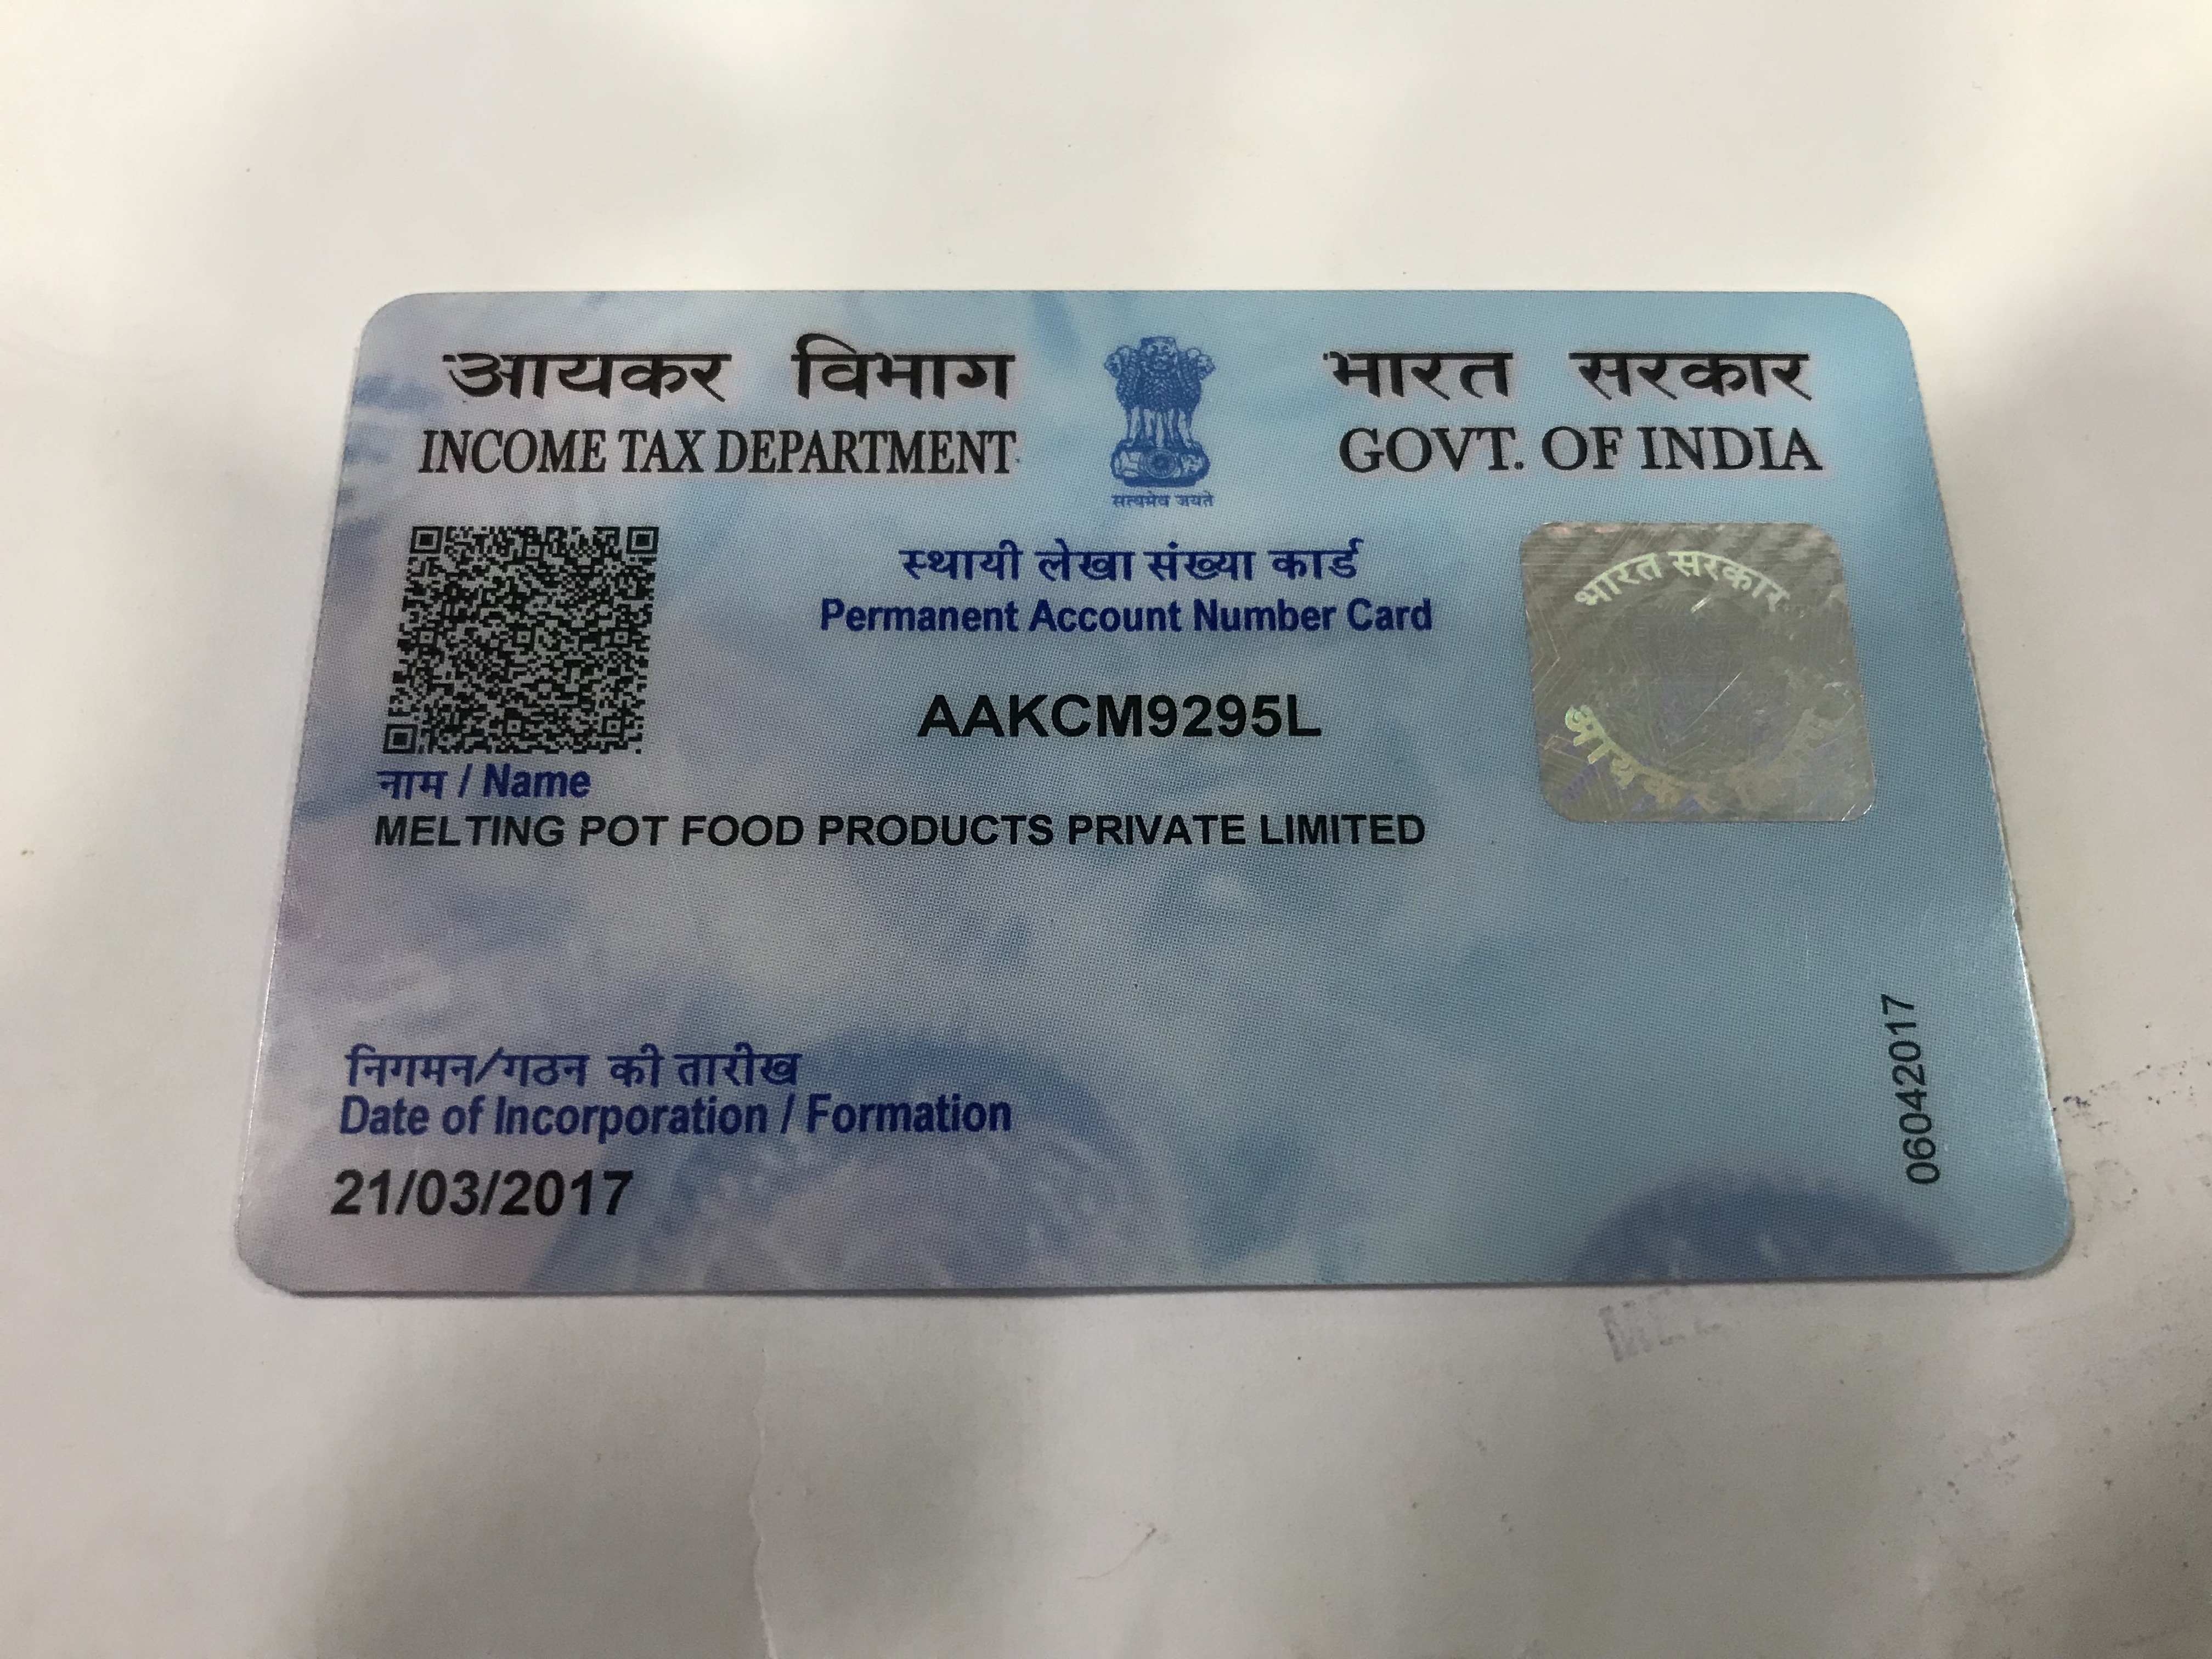 आयकर विभाग
INCOME TAX DEPARTMENT
सत्यमेव जयते
भारत सरकार
GOVT. OF INDIA
स्थायी लेखा संख्या कार्ड
Permanent Account Number Card
AAKCM9295L
भारत सरकार
नाम / Name
MELTING POT FOOD PRODUCTS PRIVATE LIMITED
निगमन/गठन की तारीख
Date of Incorporation / Formation
21/03/2017
06042017